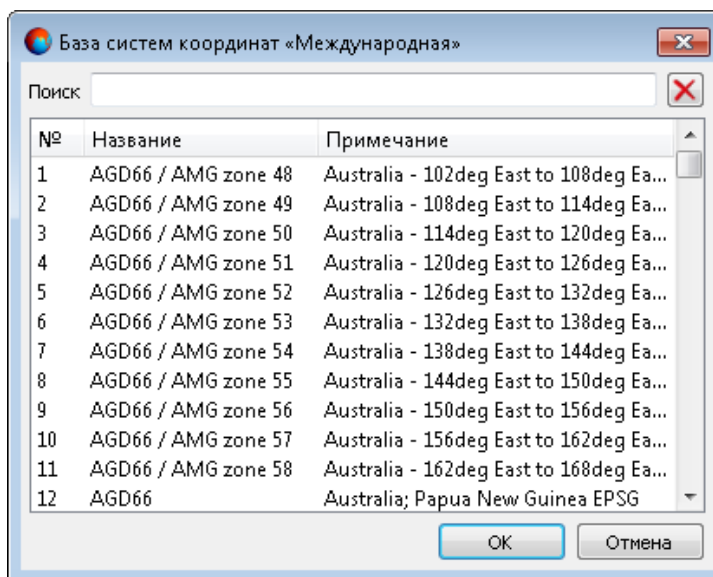 База систем координат «Международная»
Поиск
№ Название Примечание
1 AGD66 / AMG zone 48 Australia - 102deg East to 108deg Ea...
2 AGD66 / AMG zone 49 Australia - 108deg East to 114deg Ea...
3 AGD66 / AMG zone 50 Australia - 114deg East to 120deg Ea...
4 AGD66 / AMG zone 51 Australia - 120deg East to 126deg Ea...
5 AGD66 / AMG zone 52 Australia - 126deg East to 132deg Ea...
6 AGD66 / AMG zone 53 Australia - 132deg East to 138deg Ea...
7 AGD66 / AMG zone 54 Australia - 138deg East to 144deg Ea...
8 AGD66 / AMG zone 55 Australia - 144deg East to 150deg Ea...
9 AGD66 / AMG zone 56 Australia - 150deg East to 156deg Ea...
10 AGD66 / AMG zone 57 Australia - 156deg East to 162deg Ea...
11 AGD66 / AMG zone 58 Australia - 162deg East to 168deg Ea...
12 AGD66 Australia; Papua New Guinea EPSG
ОК Отмена